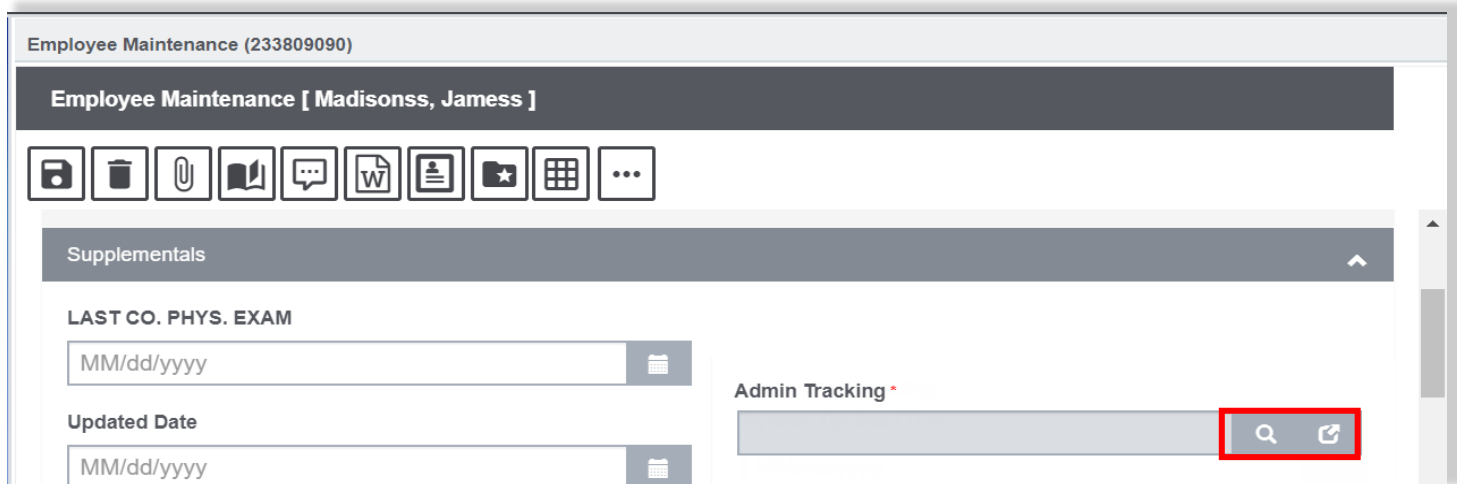 Employee Maintenance (233809090)
Employee Maintenance [ Madisonss, Jamess ]
W
Supplementals
LAST CO. PHYS. EXAM
MM/dd/yyyy
Admin Tracking *
Updated Date
MM/dd/yyyy